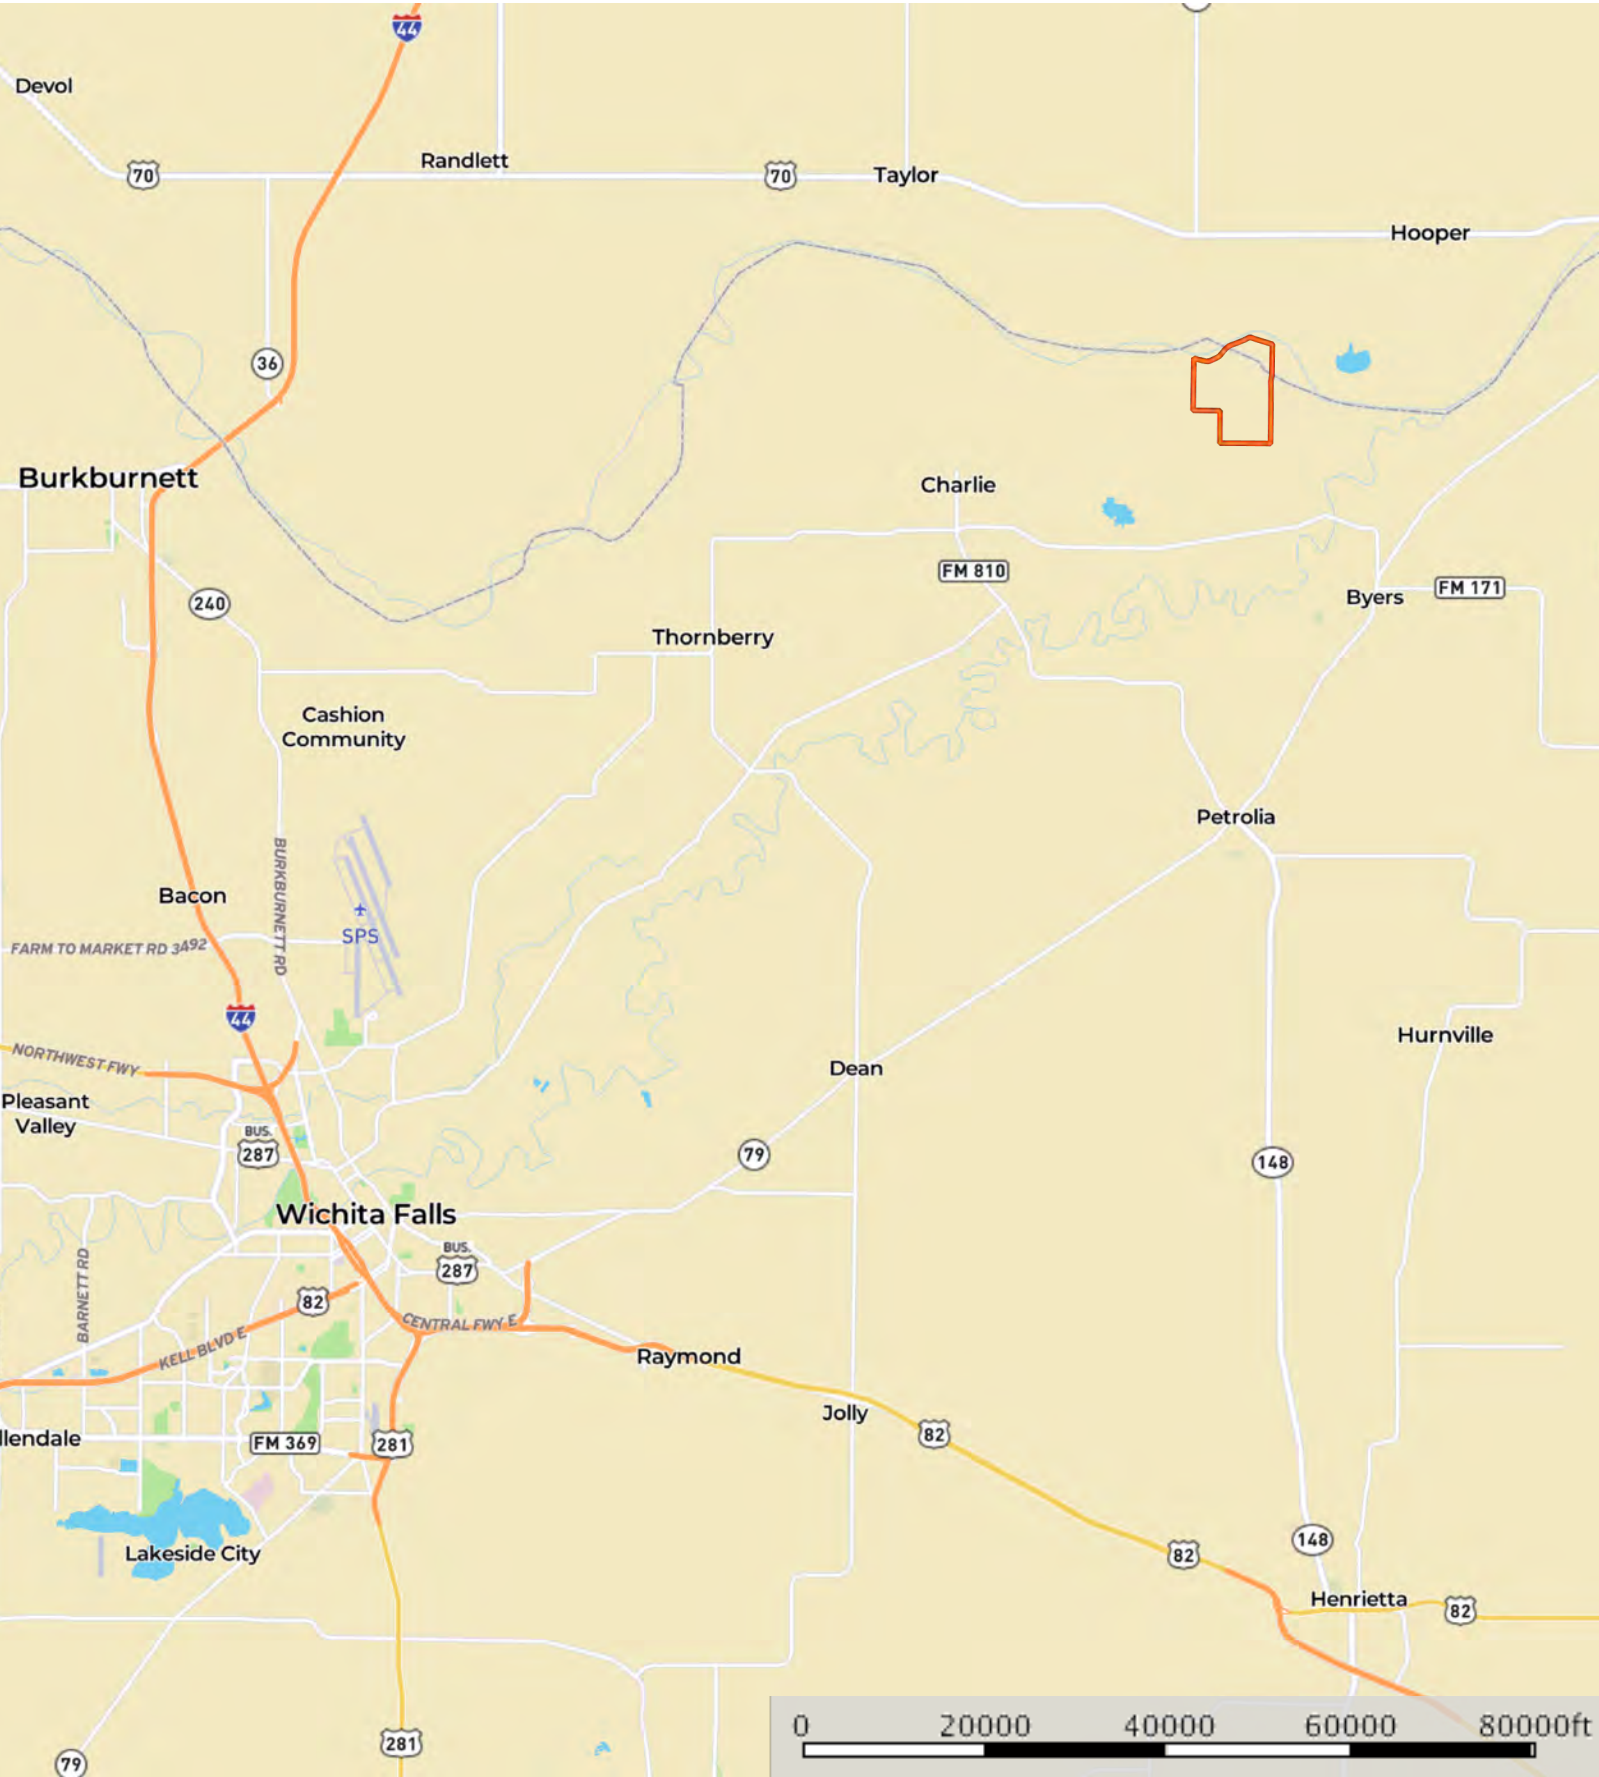 44
Devol
Randlett
70
70
Taylor
Hooper
36
Burkburnett
Charlie
FM 810
FM 171
Byers
240
Thornberry
Cashion
Community
Petrolia
BURKBURNETT RD
Bacon
SPS
FARM TO MARKET RD 3492
44
Hurnville
NORTHWEST FWY
Dean
Pleasant
Valley
BUS.
287
79
148
Wichita Falls
BUS.
287
BARNETT RD
82
CENTRAL FWY E
KELL BLVD E
Raymond
Jolly
82
llendale
FM 369
281
148
82
Lakeside City
Henrietta
82
281
79
0 20000 40000 60000 80000ft